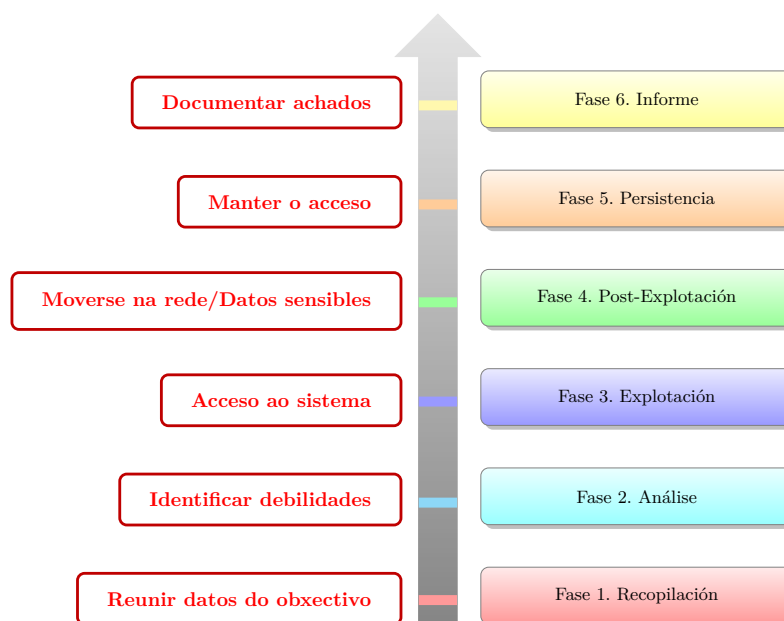 Documentar achados
Fase 6. Informe
Manter o acceso
Fase 5. Persistencia
Moverse na rede/Datos sensibles
Fase 4. Post-Explotación
Acceso ao sistema
Fase 3. Explotación
Identificar debilidades
Fase 2. Análise
Reunir datos do obxectivo
Fase 1. Recopilación